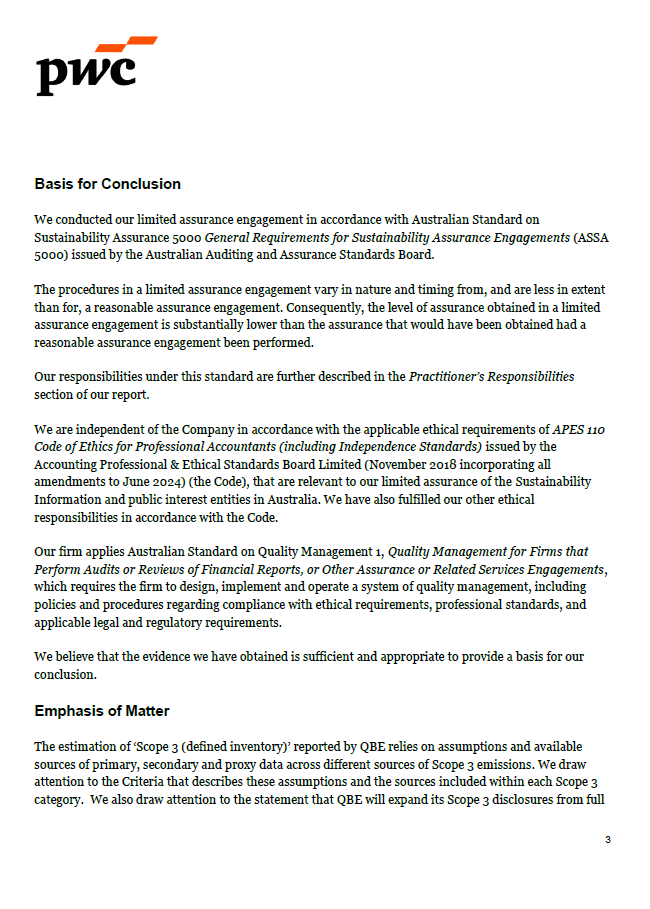 pwc
Basis for Conclusion
We conducted our limited assurance engagement in accordance with Australian Standard on
Sustainability Assurance 5000 General Requirements for Sustainability Assurance Engagements (ASSA
5000) issued by the Australian Auditing and Assurance Standards Board.
The procedures in a limited assurance engagement vary in nature and timing from, and are less in extent
than for, a reasonable assurance engagement. Consequently, the level of assurance obtained in a limited
assurance engagement is substantially lower than the assurance that would have been obtained had a
reasonable assurance engagement been performed.
Our responsibilities under this standard are further described in the Practitioner’s Responsibilities
section of our report.
We are independent of the Company in accordance with the applicable ethical requirements of APES 110
Code of Ethics for Professional Accountants (including Independence Standards) issued by the
Accounting Professional & Ethical Standards Board Limited (November 2018 incorporating all
amendments to June 2024) (the Code), that are relevant to our limited assurance of the Sustainability
Information and public interest entities in Australia. We have also fulfilled our other ethical
responsibilities in accordance with the Code.
Our firm applies Australian Standard on Quality Management 1, Quality Management for Firms that
Perform Audits or Reviews of Financial Reports, or Other Assurance or Related Services Engagements,
which requires the firm to design, implement and operate a system of quality management, including
policies and procedures regarding compliance with ethical requirements, professional standards, and
applicable legal and regulatory requirements.
We believe that the evidence we have obtained is sufficient and appropriate to provide a basis for our
conclusion.
Emphasis of Matter
The estimation of ‘Scope 3 (defined inventory)’ reported by QBE relies on assumptions and available
sources of primary, secondary and proxy data across different sources of Scope 3 emissions. We draw
attention to the Criteria that describes these assumptions and the sources included within each Scope 3
category.  We also draw attention to the statement that QBE will expand its Scope 3 disclosures from full
3